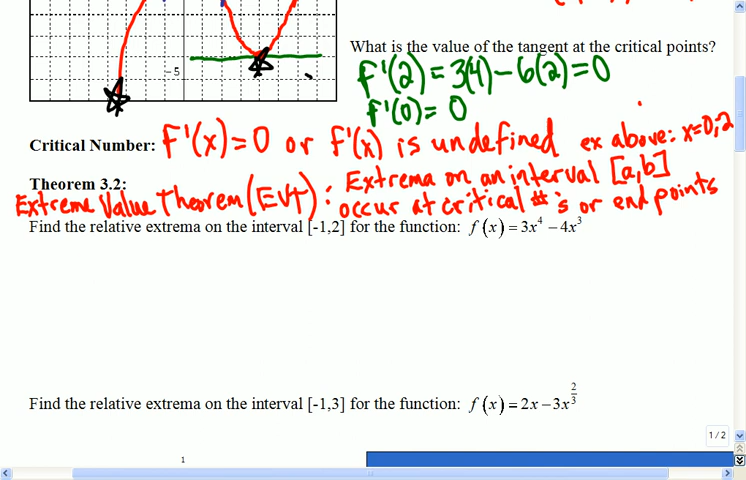 -5
What is the value of the tangent at the critical points?
F'(2) = 3(4) - 6(2) = 0
F'(0) = 0
Critical Number: F'(x) = 0 or f'(x) is undefined ex above: x=0,2
Theorem 3.2:
Extreme Value Theorem (EVT): Extrema on an interval [a,b]
occur at critical #'s or end points
Find the relative extrema on the interval [-1,2] for the function: f(x) = 3x⁴ − 4x³
Find the relative extrema on the interval [-1,3] for the function: f(x) = 2x − 3x^(2/3)
1 / 2
1